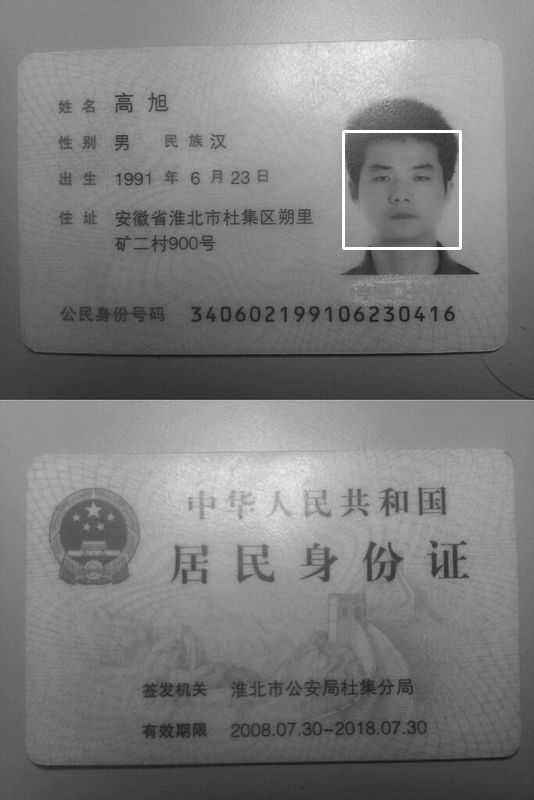 姓名 高旭
性别 男 民族 汉
出生 1991 年 6 月 23 日
住址 安徽省淮北市杜集区朔里
矿二村900号
公民身份号码 340602199106230416
中华人民共和国
居民身份证
签发机关 淮北市公安局杜集分局
有效期限 2008.07.30-2018.07.30